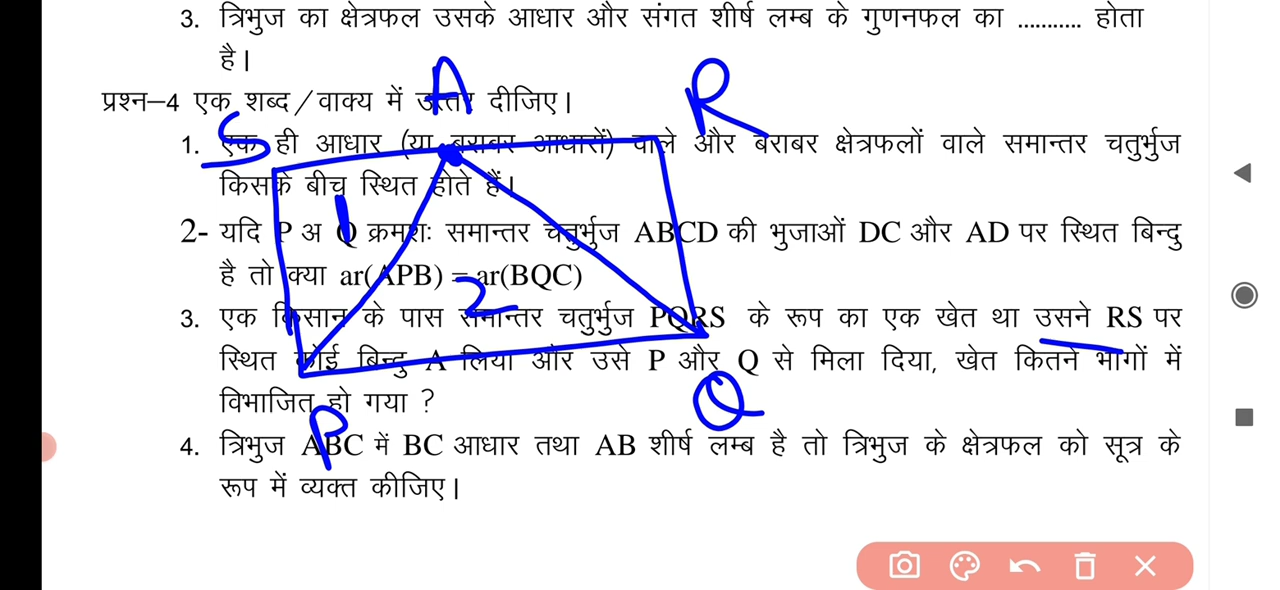 3. त्रिभुज का क्षेत्रफल उसके आधार और संगत शीर्ष लम्ब के गुणनफल का ........... होता
है।
प्रश्न–4 एक शब्द/वाक्य में उत्तर दीजिए।
A
R
S
1. एक ही आधार (या बराबर आधारों) वाले और बराबर क्षेत्रफलों वाले समान्तर चतुर्भुज
किसके बीच स्थित होते हैं।
1
2- यदि P अ Q क्रमशः समान्तर चतुर्भुज ABCD की भुजाओं DC और AD पर स्थित बिन्दु
है तो क्या ar(APB) = ar(BQC)
2
3. एक किसान के पास समान्तर चतुर्भुज PQRS के रूप का एक खेत था उसने RS पर
स्थित कोई बिन्दु A लिया और उसे P और Q से मिला दिया, खेत कितने भागों में
विभाजित हो गया ?
P
Q
4. त्रिभुज ABC में BC आधार तथा AB शीर्ष लम्ब है तो त्रिभुज के क्षेत्रफल को सूत्र के
रूप में व्यक्त कीजिए।